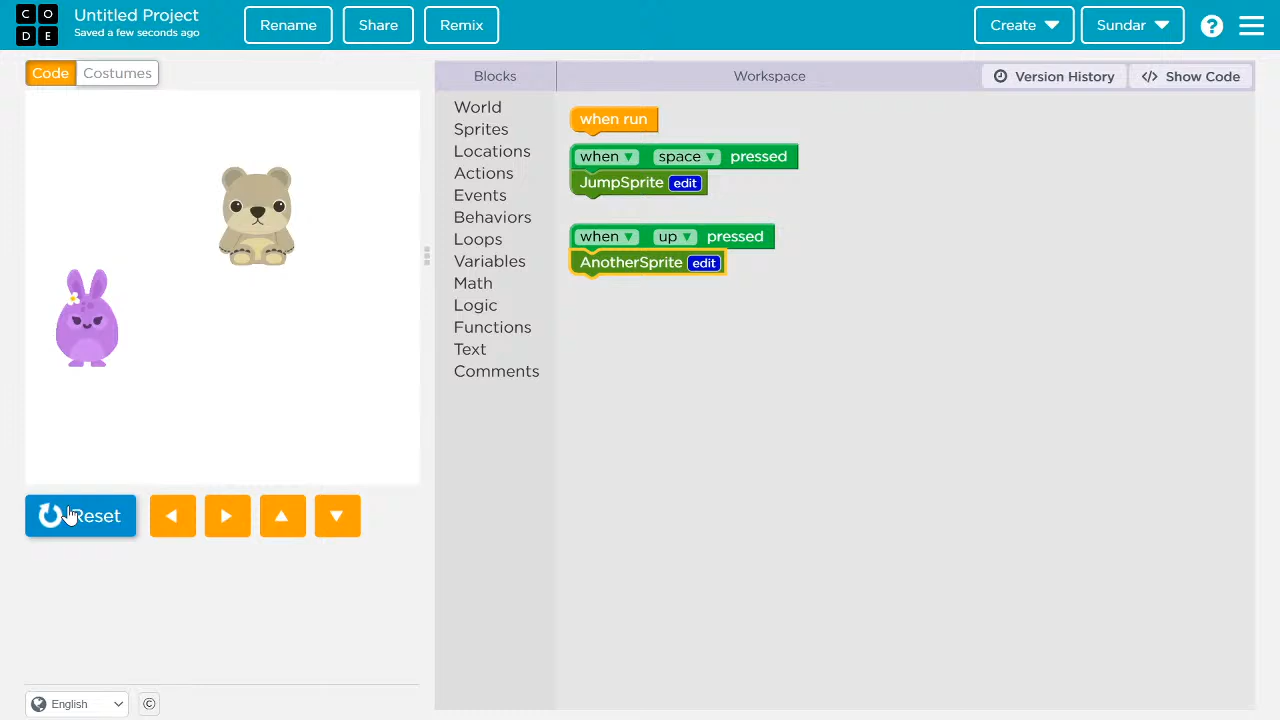 CODE
Untitled Project
Saved a few seconds ago
Rename
Share
Remix
Create
Sundar
?
Code
Costumes
Blocks
Workspace
Version History
</> Show Code
World
Sprites
Locations
Actions
Events
Behaviors
Loops
Variables
Math
Logic
Functions
Text
Comments
when run
when space pressed
JumpSprite edit
when up pressed
AnotherSprite edit
Reset
English
©